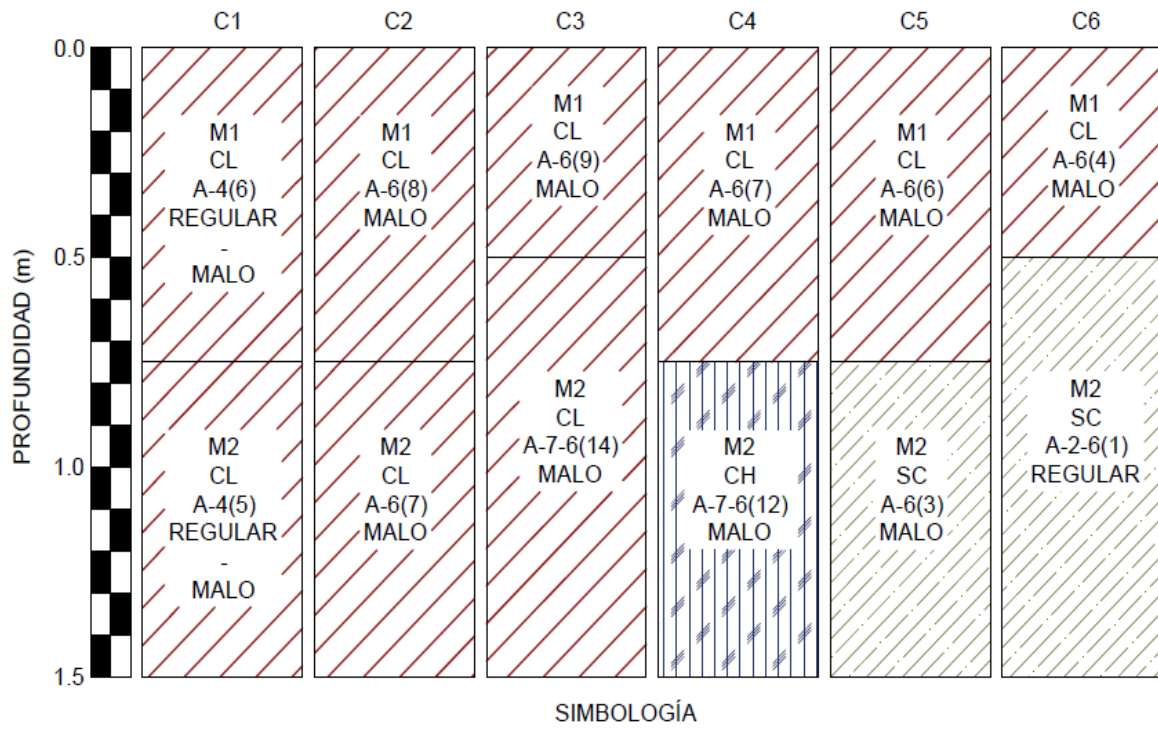 C1 C2 C3 C4 C5 C6
PROFUNDIDAD (m)
0.0
0.5
1.0
1.5
M1
CL
A-4(6)
REGULAR
-
MALO
M2
CL
A-4(5)
REGULAR
-
MALO
M1
CL
A-6(8)
MALO
M2
CL
A-6(7)
MALO
M1
CL
A-6(9)
MALO
M2
CL
A-7-6(14)
MALO
M1
CL
A-6(7)
MALO
M2
CH
A-7-6(12)
MALO
M1
CL
A-6(6)
MALO
M2
SC
A-6(3)
MALO
M1
CL
A-6(4)
MALO
M2
SC
A-2-6(1)
REGULAR
SIMBOLOGÍA